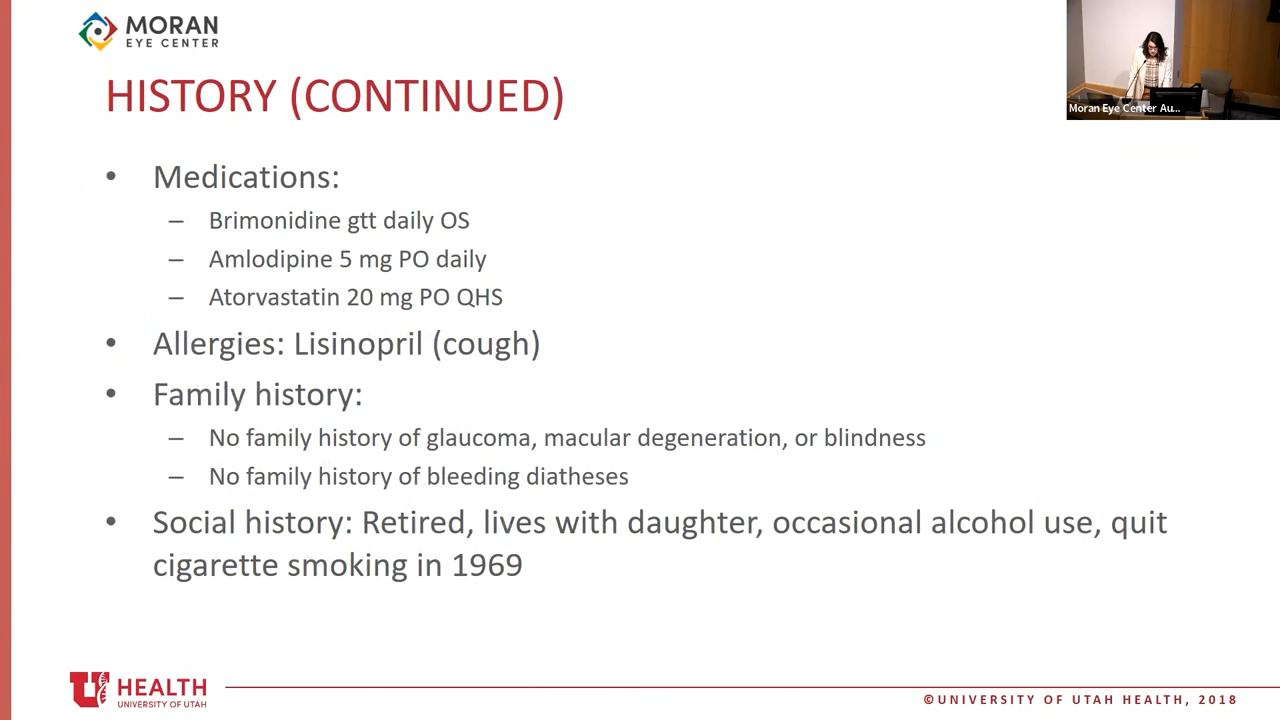 MORAN
EYE CENTER
Moran Eye Center Au...
HISTORY (CONTINUED)
• Medications:
– Brimonidine gtt daily OS
– Amlodipine 5 mg PO daily
– Atorvastatin 20 mg PO QHS
• Allergies: Lisinopril (cough)
• Family history:
– No family history of glaucoma, macular degeneration, or blindness
– No family history of bleeding diatheses
• Social history: Retired, lives with daughter, occasional alcohol use, quit
cigarette smoking in 1969
U HEALTH
UNIVERSITY OF UTAH
©UNIVERSITY OF UTAH HEALTH, 2018